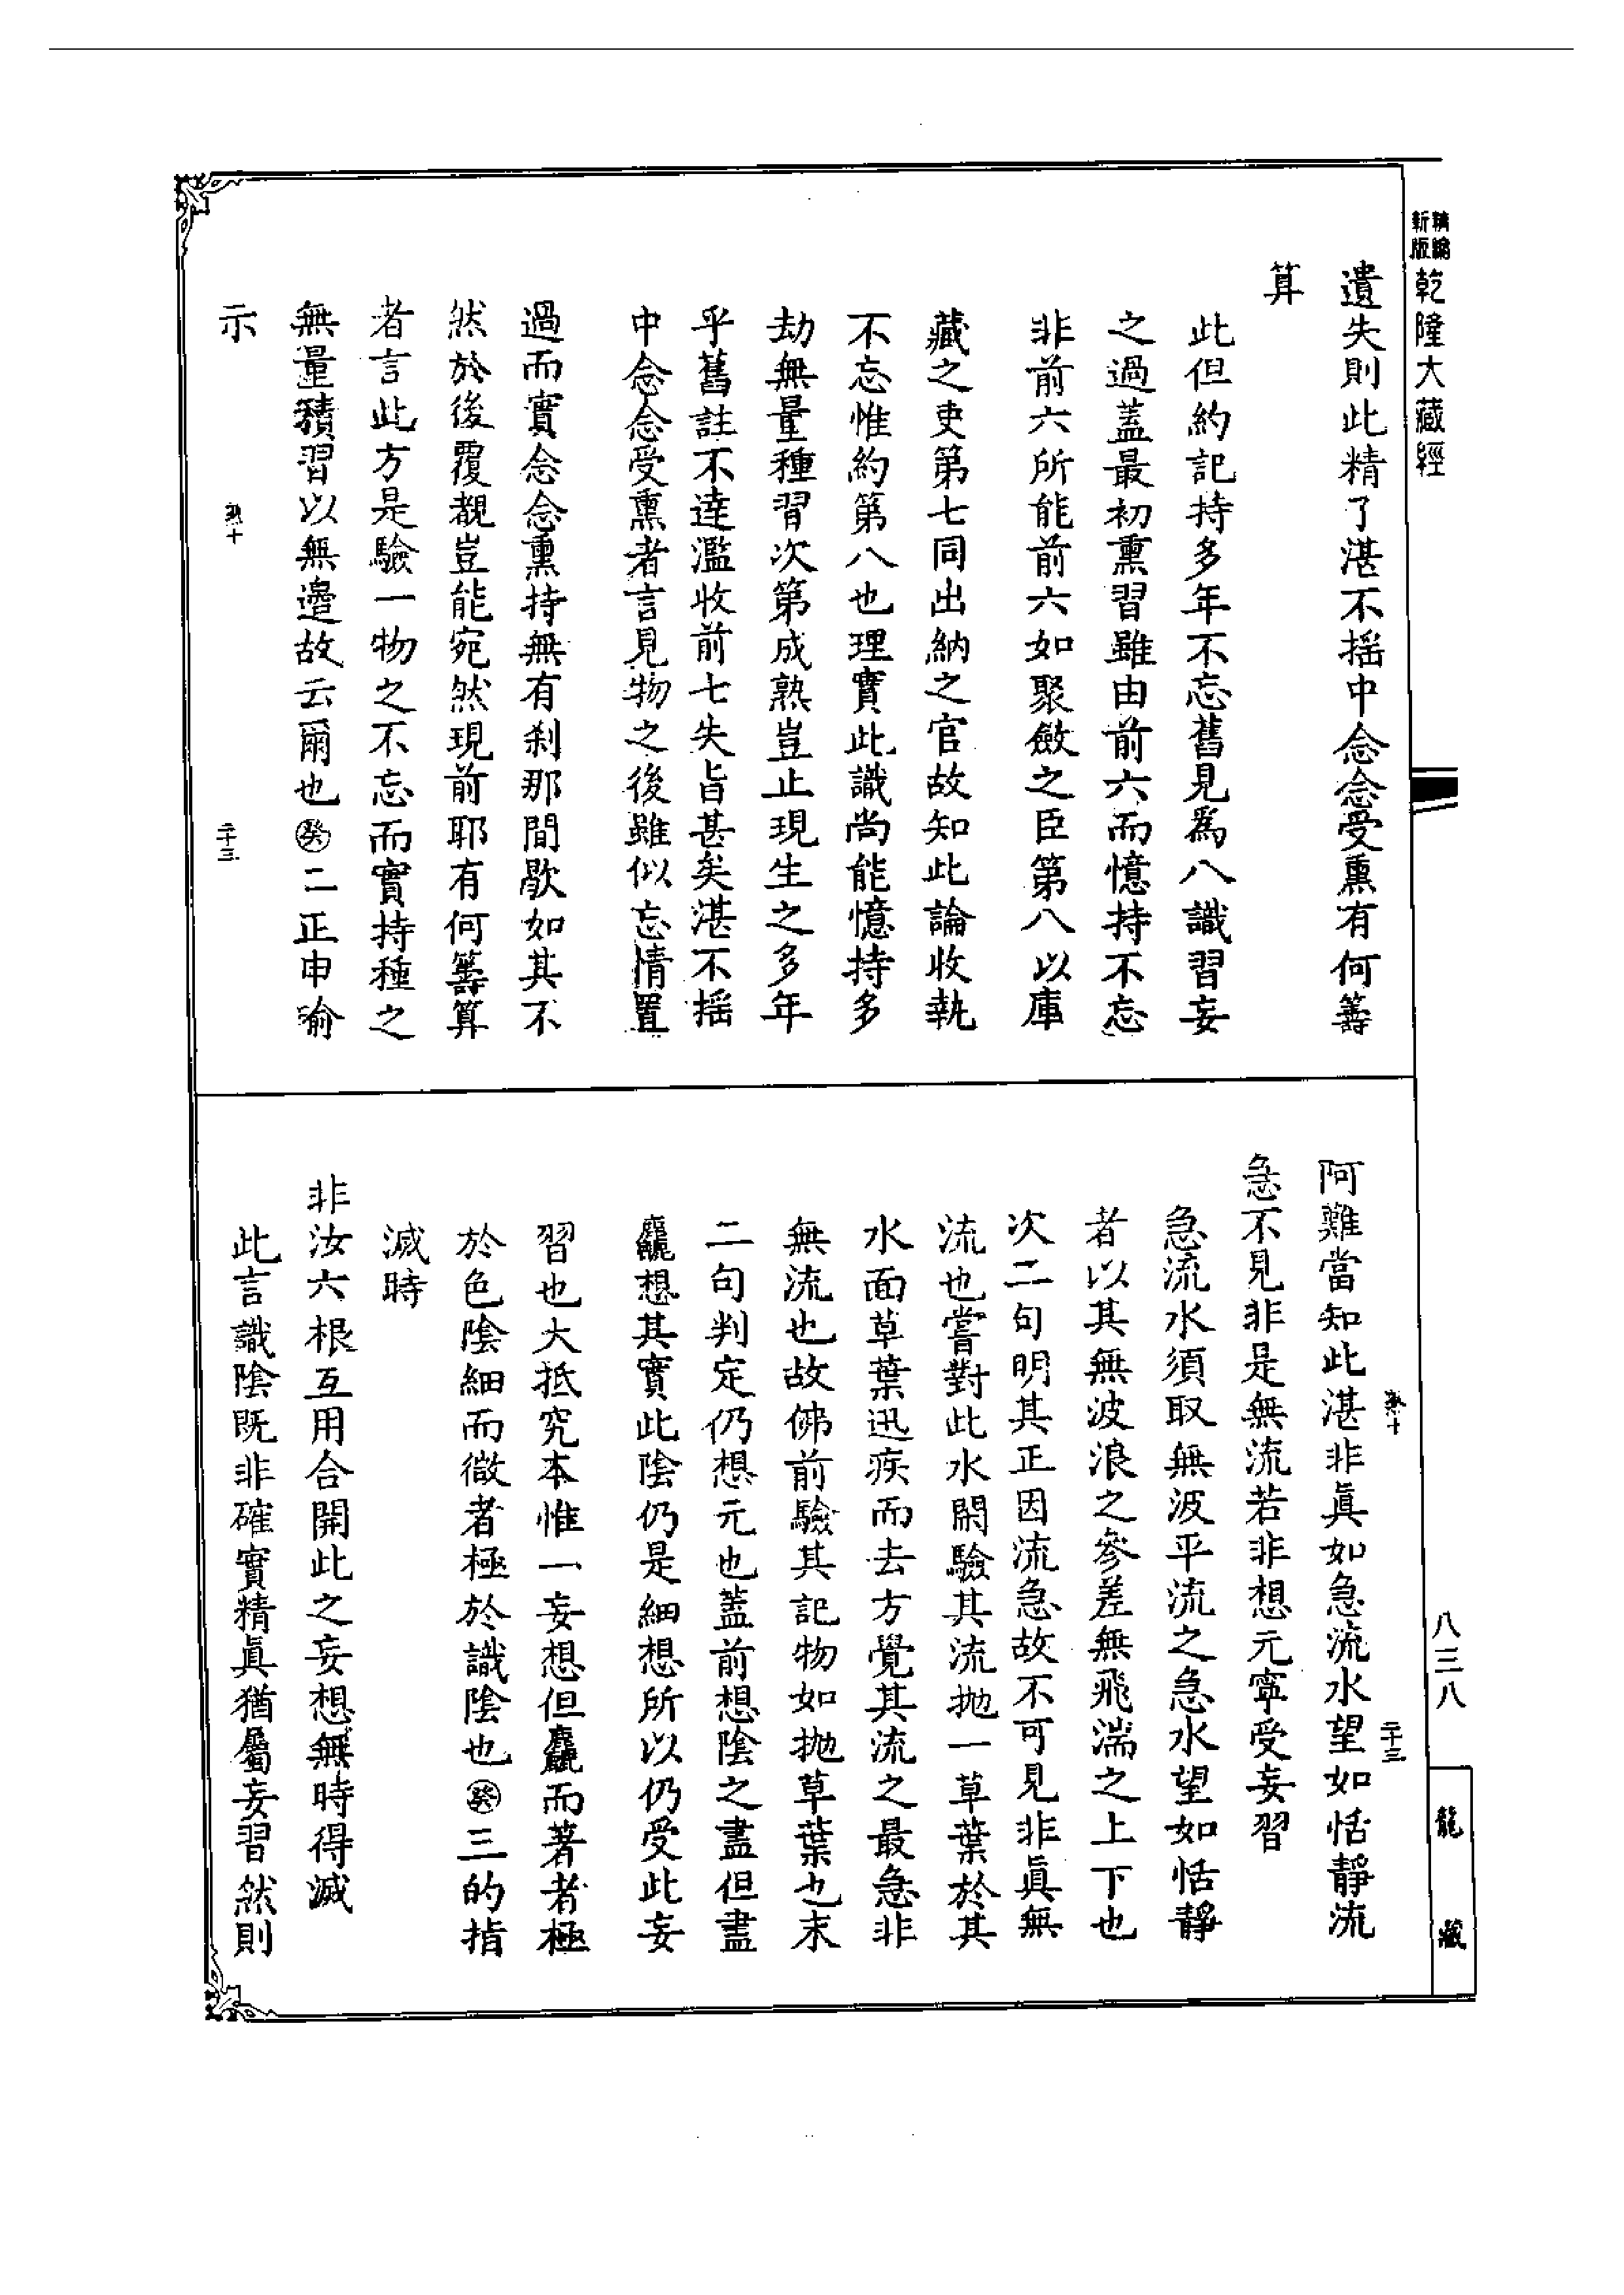 精編
新版
乾隆大藏經
遺失則此精了湛不揺中念念受熏有何籌
算
此但約記持多年不忘舊見爲八識習妄
之過蓋最初熏習雖由前六而憶持不忘
非前六所能前六如聚斂之臣第八以庫
藏之吏第七同出納之官故知此論收執
不忘惟約第八也理實此識尚能憶持多
劫無量種習次第成熟豈止現生之多年
乎舊註不達濫收前七失旨甚矣湛不揺
中念念受熏者言見物之後雖似忘情置
過而實念念熏持無有刹那間歇如其不
然於後覆覩豈能宛然現前耶有何籌算
者言此方是驗一物之不忘而實持種之
無量積習以無邉故云爾也㊣癸二正申喻
示
二十三
阿難當知此湛非眞如急流水望如恬靜流
急不見非是無流若非想元寧受妄習
急流水須取無波平流之急水望如恬靜
者以其無波浪之參差無飛湍之上下也
次二句明其正因流急故不可見非眞無
流也嘗對此水閒驗其流拋一草葉於其
水面草葉迅疾而去方覺其流之最急非
無流也故佛前驗其記物如拋草葉也末
二句判定仍想元也蓋前想陰之盡但盡
麤想其實此陰仍是細想所以仍受此妄
習也大抵究本惟一妄想但麤而著者極
於色陰細而微者極於識陰也癸三的指
滅時
非汝六根互用合開此之妄想無時得滅
此言識陰既非確實精眞猶屬妄習然則
二十三
八三八
龍
藏